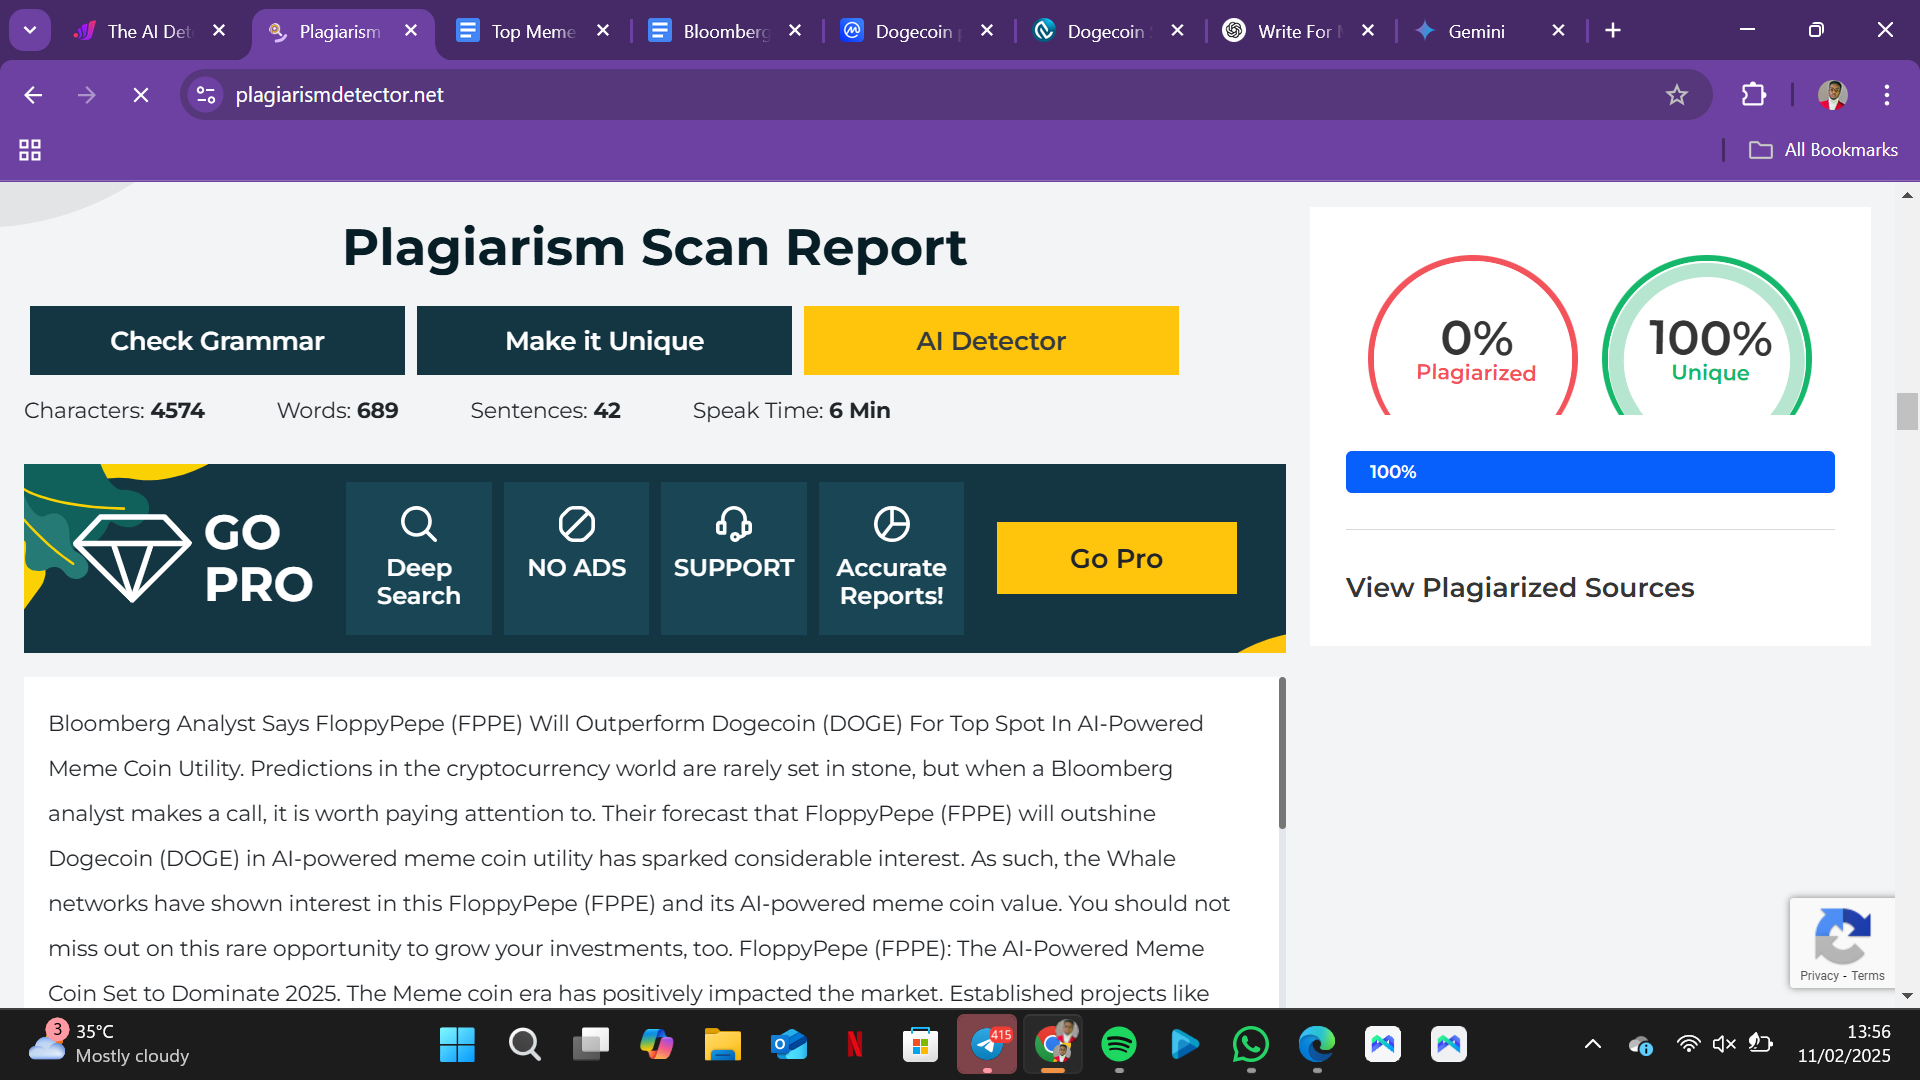 The AI Det
Plagiarism
Top Meme
Bloomberg
Dogecoin p
Dogecoin
Write For
Gemini
plagiarismdetector.net
All Bookmarks
Plagiarism Scan Report
Check Grammar
Make it Unique
AI Detector
Characters: 4574
Words: 689
Sentences: 42
Speak Time: 6 Min
0%
Plagiarized
100%
Unique
100%
View Plagiarized Sources
GO
PRO
Deep
Search
NO ADS
SUPPORT
Accurate
Reports!
Go Pro
Bloomberg Analyst Says FloppyPepe (FPPE) Will Outperform Dogecoin (DOGE) For Top Spot In AI-Powered
Meme Coin Utility. Predictions in the cryptocurrency world are rarely set in stone, but when a Bloomberg
analyst makes a call, it is worth paying attention to. Their forecast that FloppyPepe (FPPE) will outshine
Dogecoin (DOGE) in AI-powered meme coin utility has sparked considerable interest. As such, the Whale
networks have shown interest in this FloppyPepe (FPPE) and its AI-powered meme coin value. You should not
miss out on this rare opportunity to grow your investments, too. FloppyPepe (FPPE): The AI-Powered Meme
Coin Set to Dominate 2025. The Meme coin era has positively impacted the market. Established projects like
Privacy - Terms
3
35°C
Mostly cloudy
415
13:56
11/02/2025